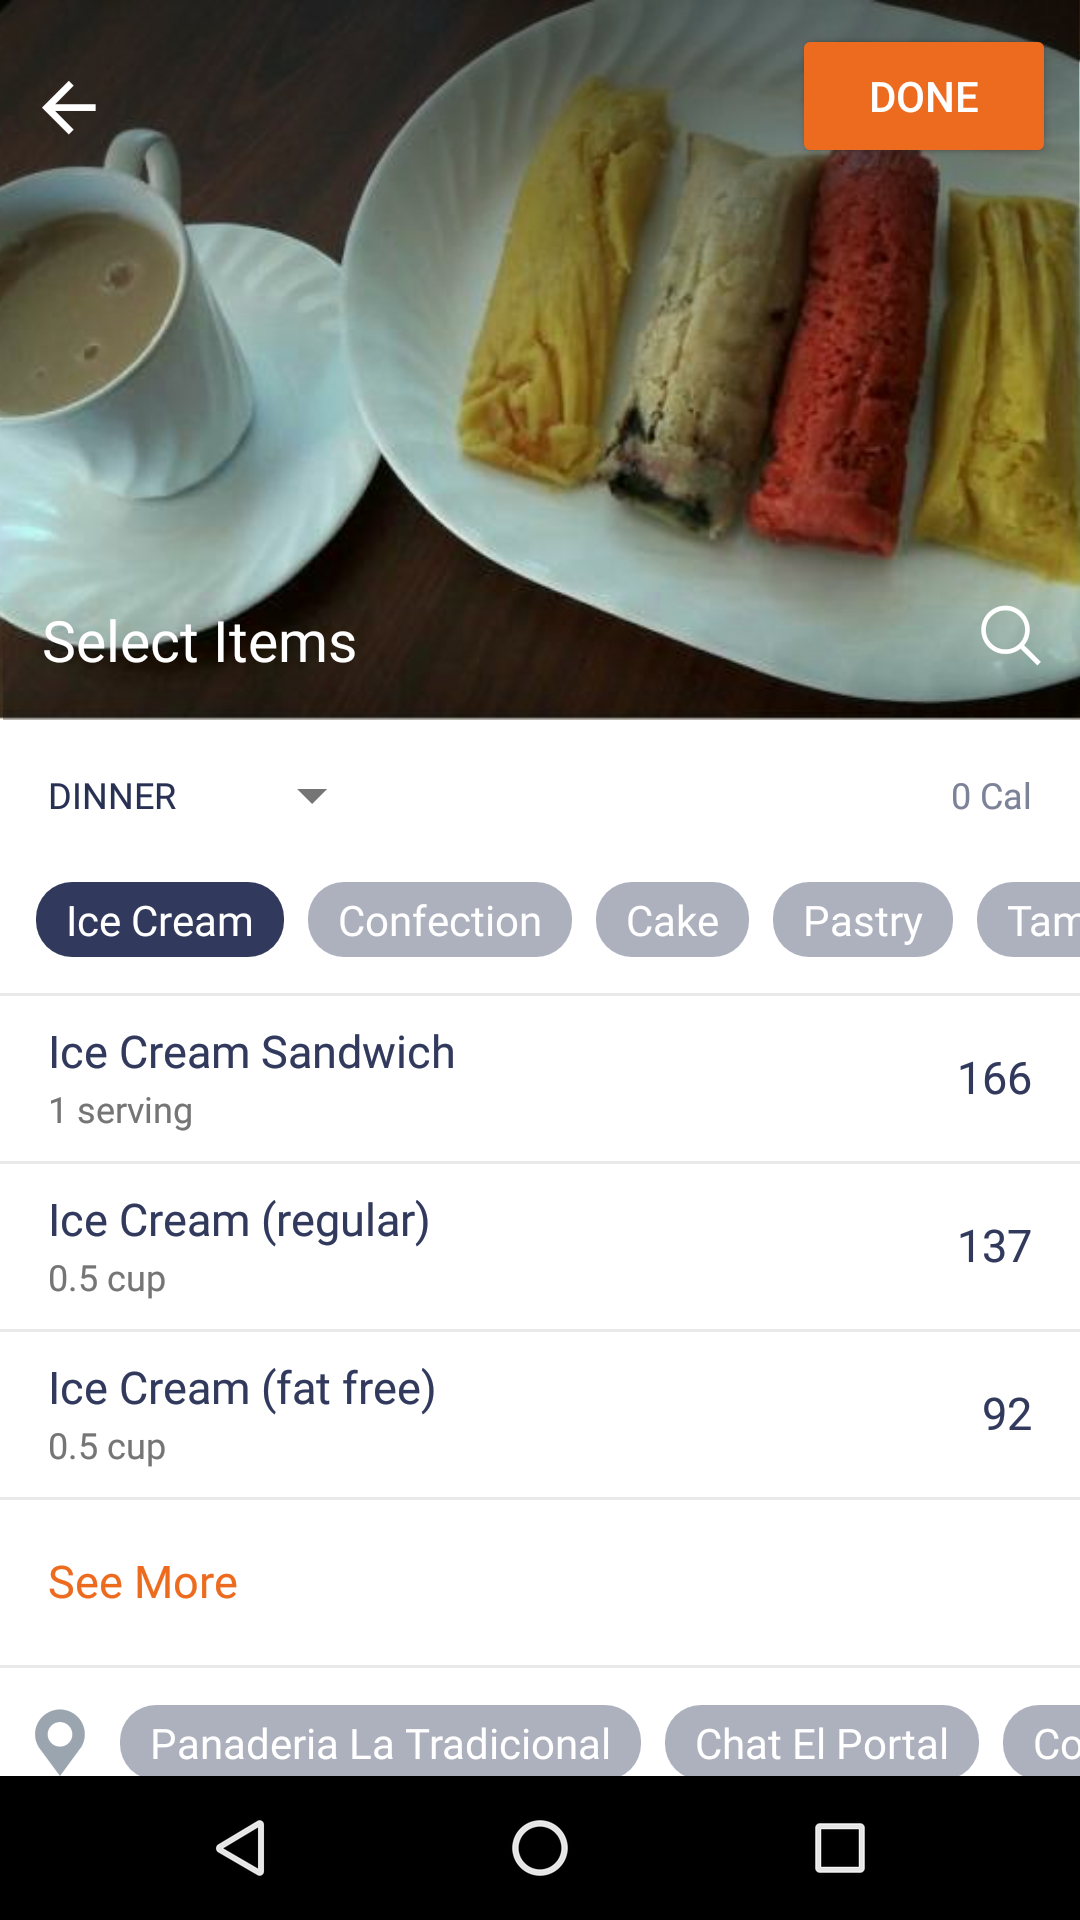 DONE
Select Items
DINNER
0 Cal
Ice Cream
Confection
Cake
Pastry
Tam
Ice Cream Sandwich
166
1 serving
Ice Cream (regular)
137
0.5 cup
Ice Cream (fat free)
92
0.5 cup
See More
Panaderia La Tradicional
Chat El Portal
Co